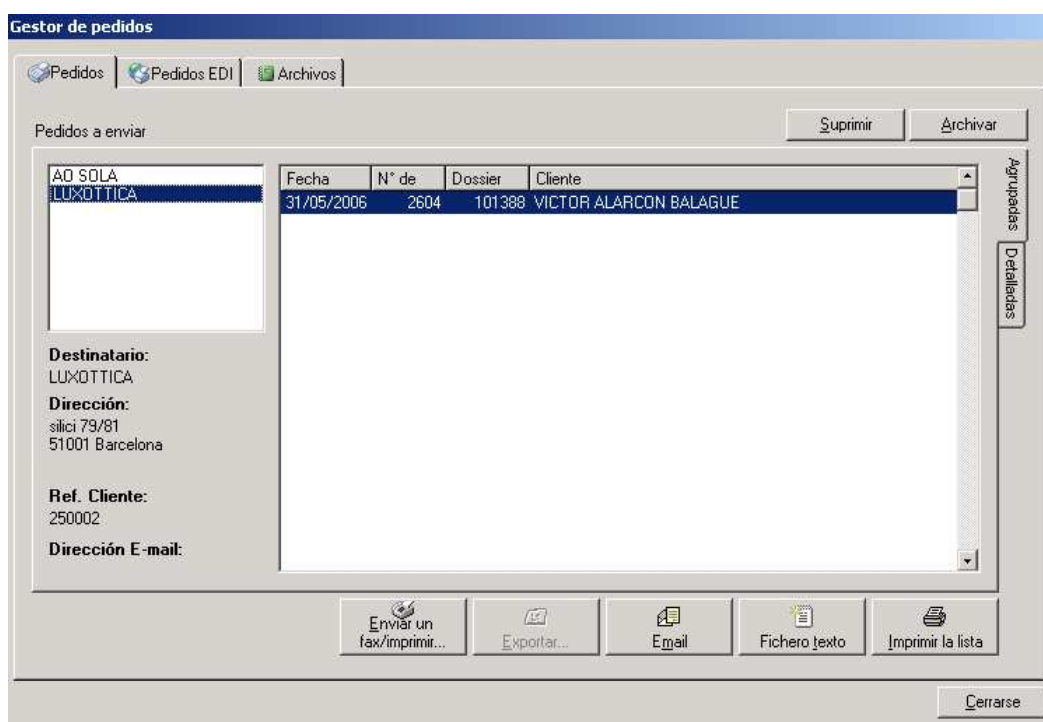 Gestor de pedidos
Pedidos
Pedidos EDI
Archivos
Pedidos a enviar
Suprimir
Archivar
AO SOLA
LUXOTTICA
Fecha
N° de
Dossier
Cliente
31/05/2006
2604
101388
VICTOR ALARCON BALAGUE
Agrupadas
Detalladas
Destinatario:
LUXOTTICA
Dirección:
silici 79/81
51001 Barcelona
Ref. Cliente:
250002
Dirección E-mail:
Enviar un
fax/imprimir...
Exportar...
Email
Fichero texto
Imprimir la lista
Cerrarse